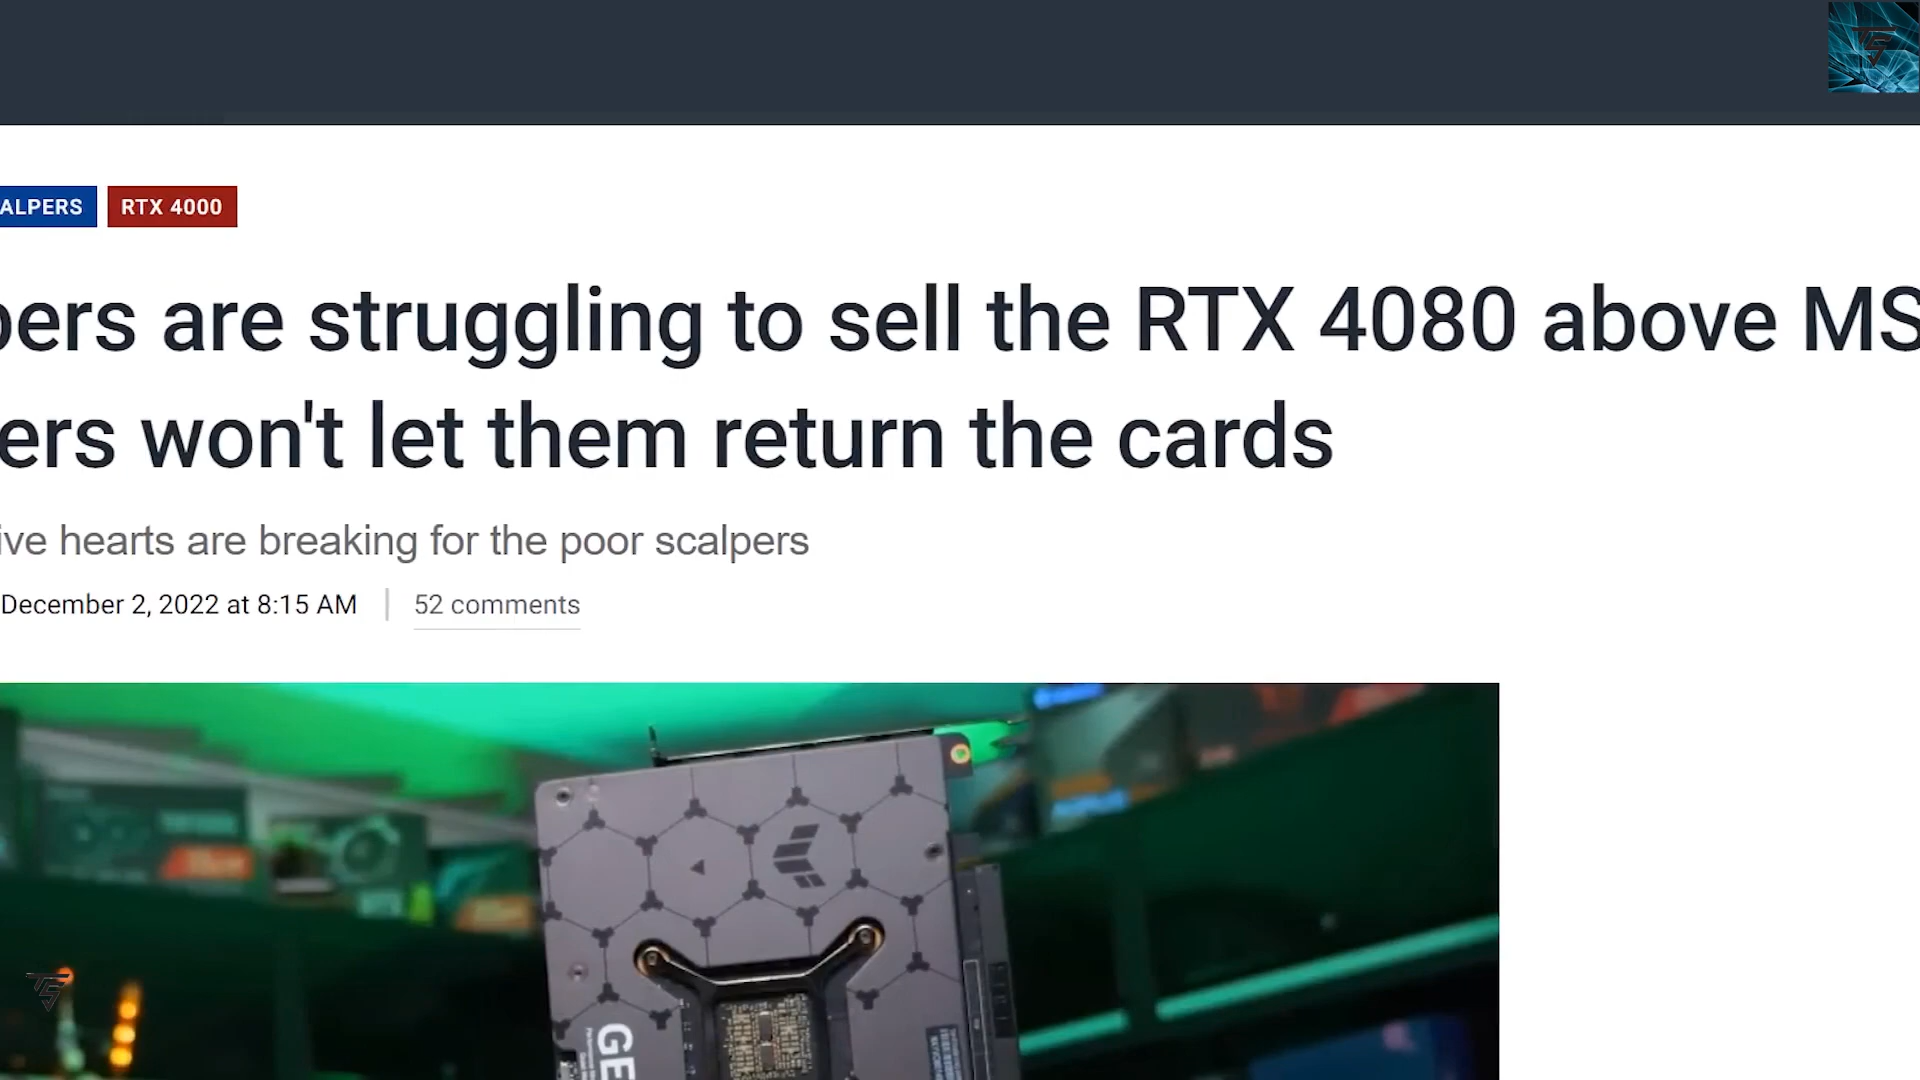 ALPERS RTX 4000
pers are struggling to sell the RTX 4080 above MS
ers won't let them return the cards
ive hearts are breaking for the poor scalpers
December 2, 2022 at 8:15 AM 52 comments
GE